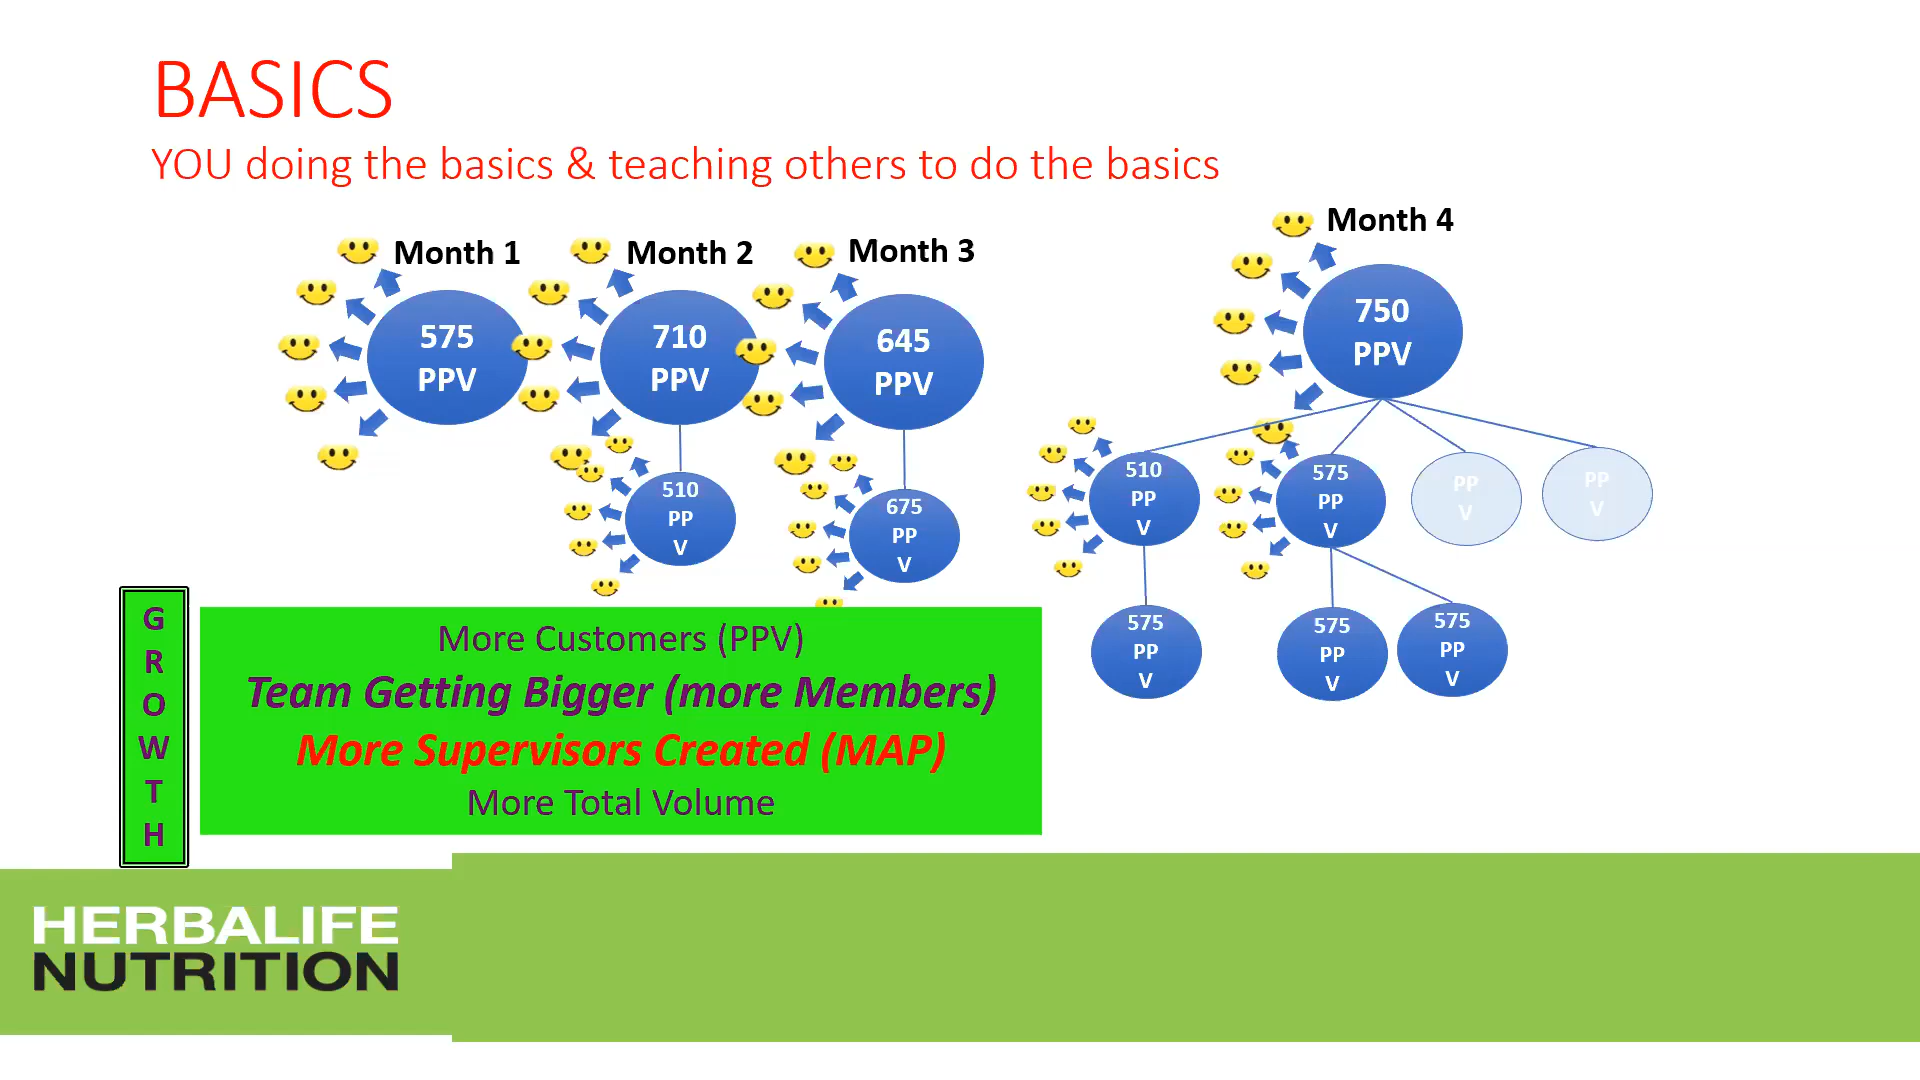 BASICS
YOU doing the basics & teaching others to do the basics
Month 1
575
PPV
Month 2
710
PPV
510
PP
V
Month 3
645
PPV
675
PP
V
Month 4
750
PPV
510
PP
V
575
PP
V
PP
V
PP
V
575
PP
V
575
PP
V
575
PP
V
G
R
O
W
T
H
More Customers (PPV)
Team Getting Bigger (more Members)
More Supervisors Created (MAP)
More Total Volume
HERBALIFE
NUTRITION